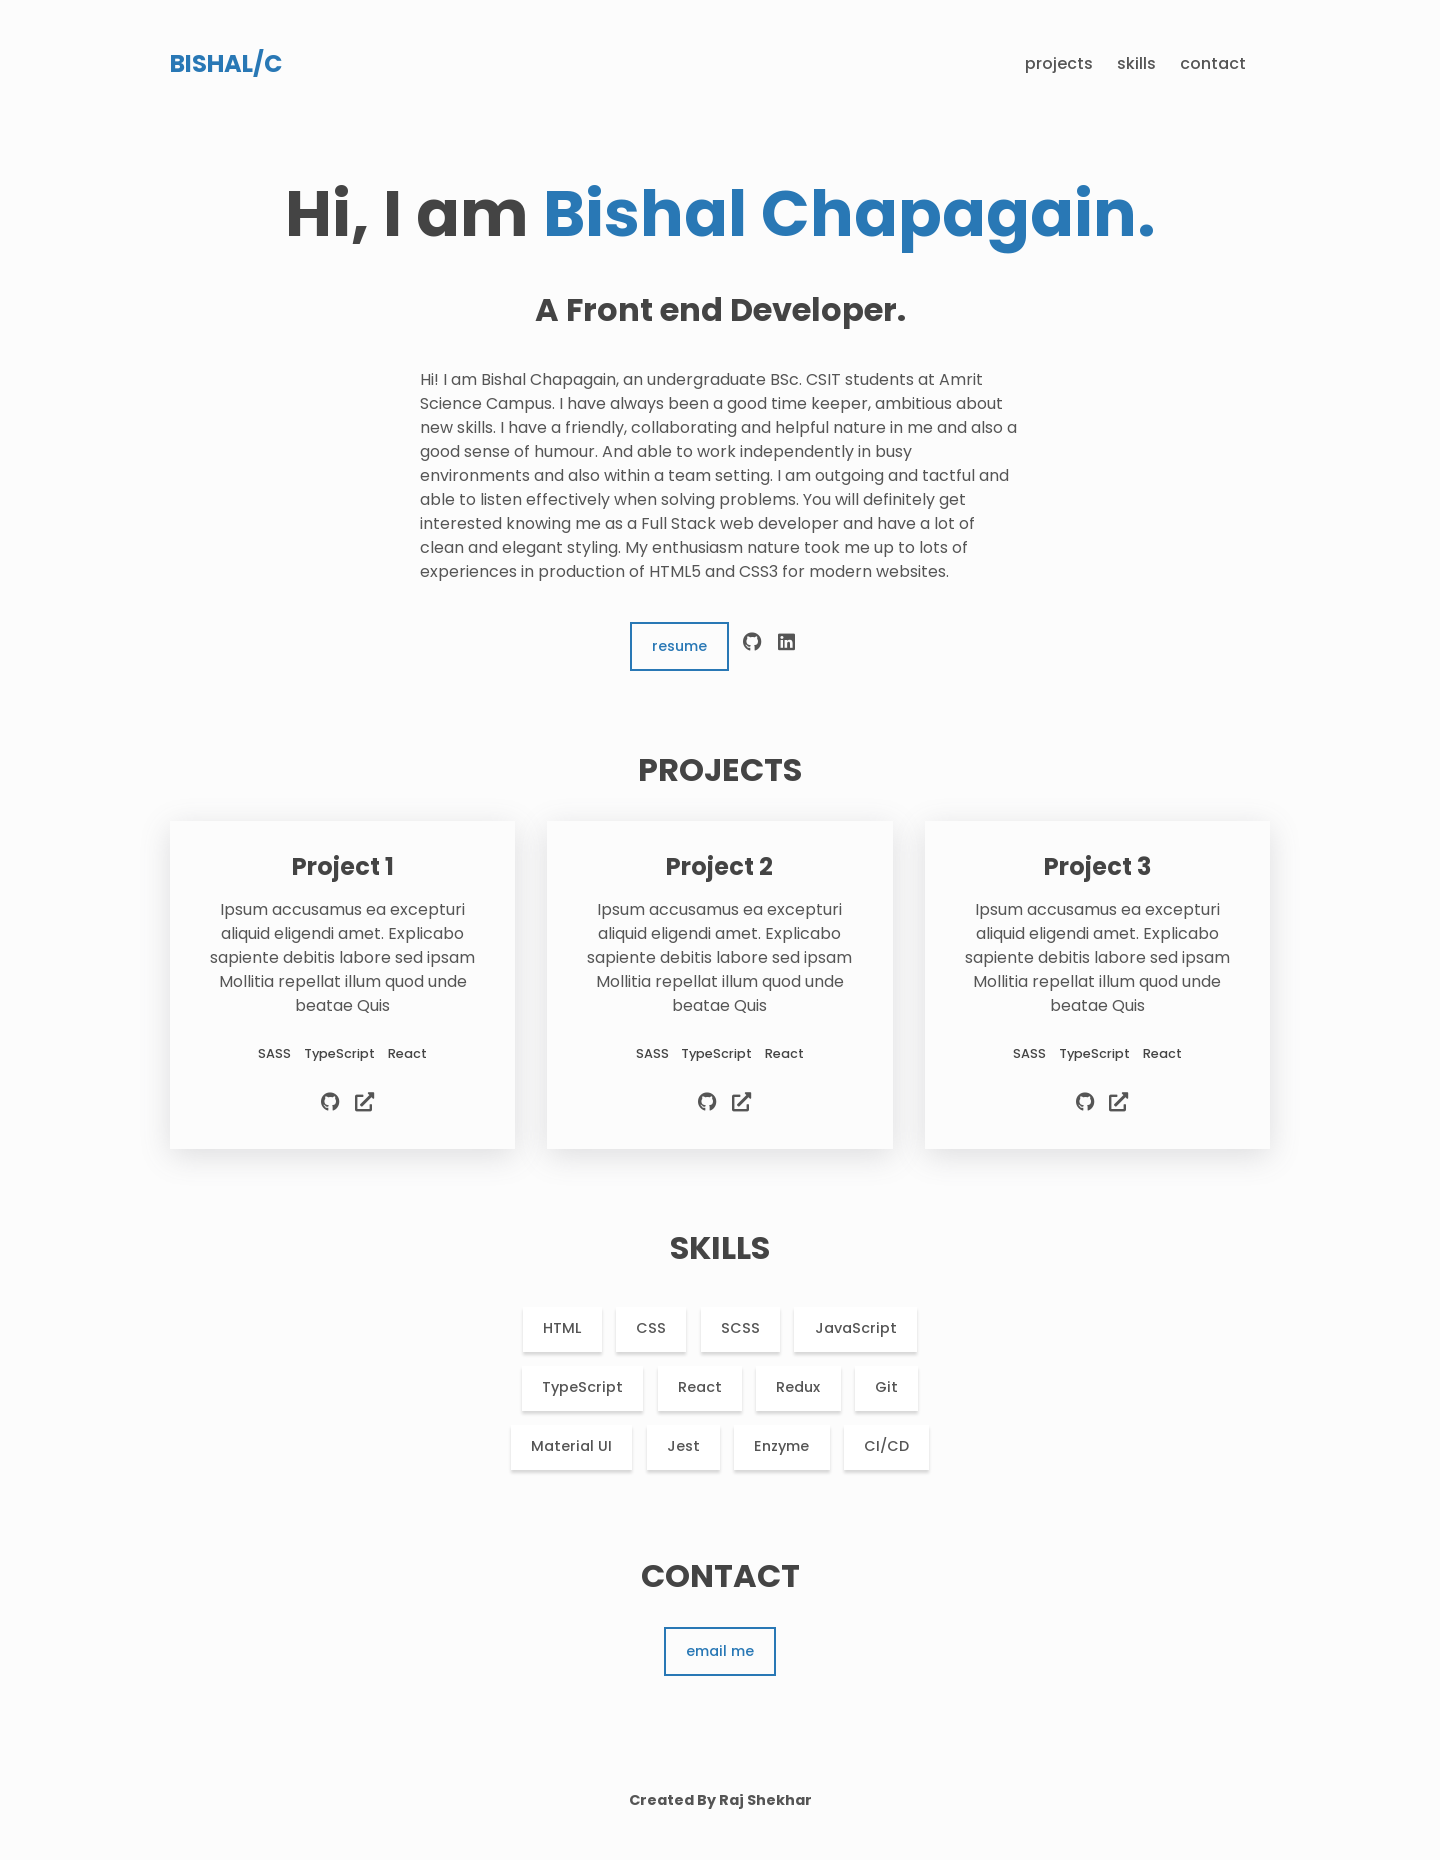 BISHAL/C
projects skills contact
Hi, I am Bishal Chapagain.
A Front end Developer.
Hi! I am Bishal Chapagain, an undergraduate BSc. CSIT students at Amrit
Science Campus. I have always been a good time keeper, ambitious about
new skills. I have a friendly, collaborating and helpful nature in me and also a
good sense of humour. And able to work independently in busy
environments and also within a team setting. I am outgoing and tactful and
able to listen effectively when solving problems. You will definitely get
interested knowing me as a Full Stack web developer and have a lot of
clean and elegant styling. My enthusiasm nature took me up to lots of
experiences in production of HTML5 and CSS3 for modern websites.
resume
PROJECTS
Project 1
Ipsum accusamus ea excepturi
aliquid eligendi amet. Explicabo
sapiente debitis labore sed ipsam
Mollitia repellat illum quod unde
beatae Quis
SASS TypeScript React
Project 2
Ipsum accusamus ea excepturi
aliquid eligendi amet. Explicabo
sapiente debitis labore sed ipsam
Mollitia repellat illum quod unde
beatae Quis
SASS TypeScript React
Project 3
Ipsum accusamus ea excepturi
aliquid eligendi amet. Explicabo
sapiente debitis labore sed ipsam
Mollitia repellat illum quod unde
beatae Quis
SASS TypeScript React
SKILLS
HTML CSS SCSS JavaScript
TypeScript React Redux Git
Material UI Jest Enzyme CI/CD
CONTACT
email me
Created By Raj Shekhar